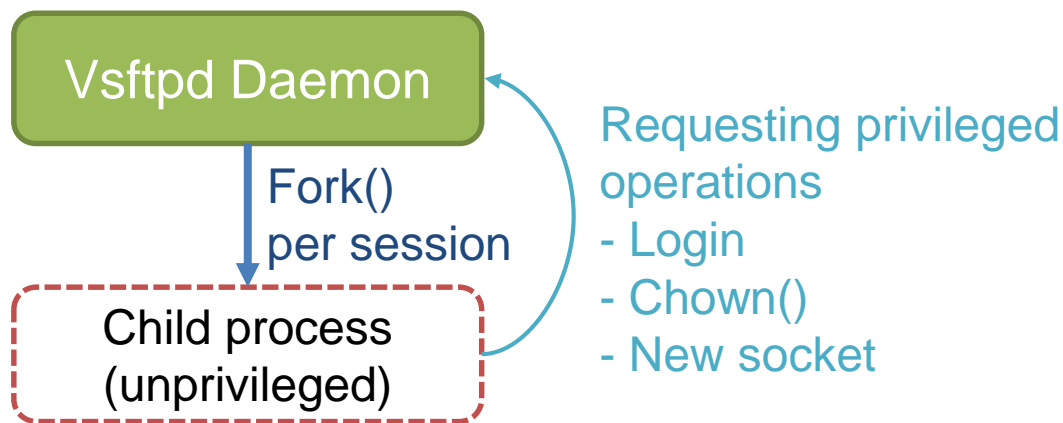 Vsftpd Daemon
Fork()
per session
Child process
(unprivileged)
Requesting privileged
operations
- Login
- Chown()
- New socket